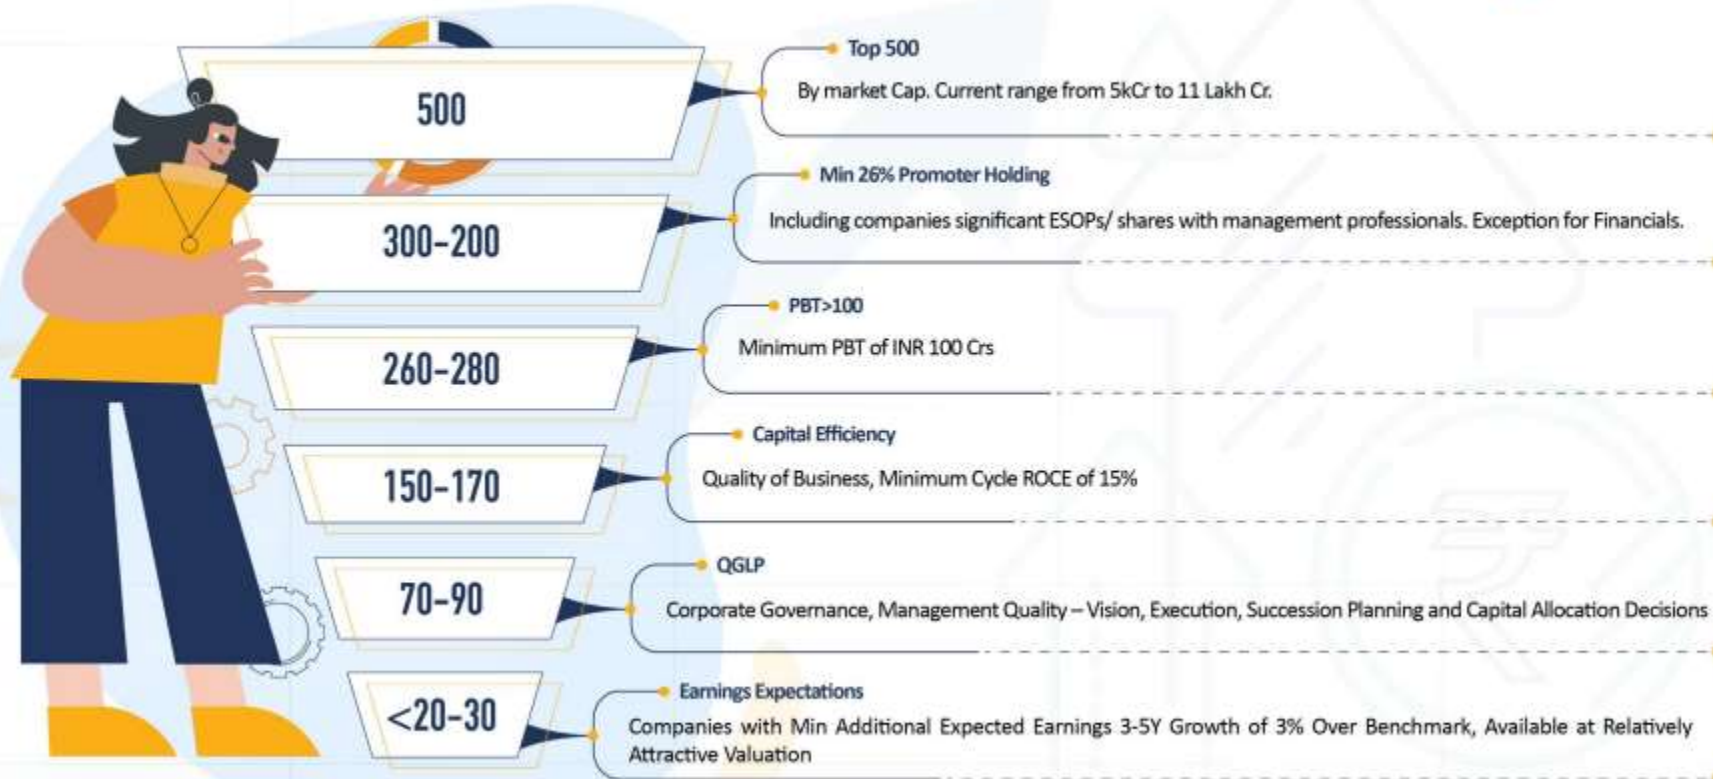 500
Top 500
By market Cap. Current range from 5kCr to 11 Lakh Cr.
300-200
Min 26% Promoter Holding
Including companies significant ESOPs/ shares with management professionals. Exception for Financials.
260-280
PBT>100
Minimum PBT of INR 100 Crs
150-170
Capital Efficiency
Quality of Business, Minimum Cycle ROCE of 15%
70-90
QGLP
Corporate Governance, Management Quality – Vision, Execution, Succession Planning and Capital Allocation Decisions
<20-30
Earnings Expectations
Companies with Min Additional Expected Earnings 3-5Y Growth of 3% Over Benchmark, Available at Relatively
Attractive Valuation
₹